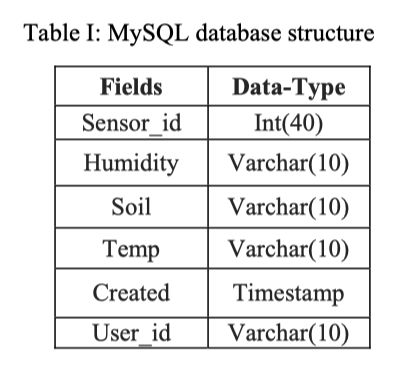 Table I: MySQL database structure
Fields Data-Type
Sensor_id Int(40)
Humidity Varchar(10)
Soil Varchar(10)
Temp Varchar(10)
Created Timestamp
User_id Varchar(10)